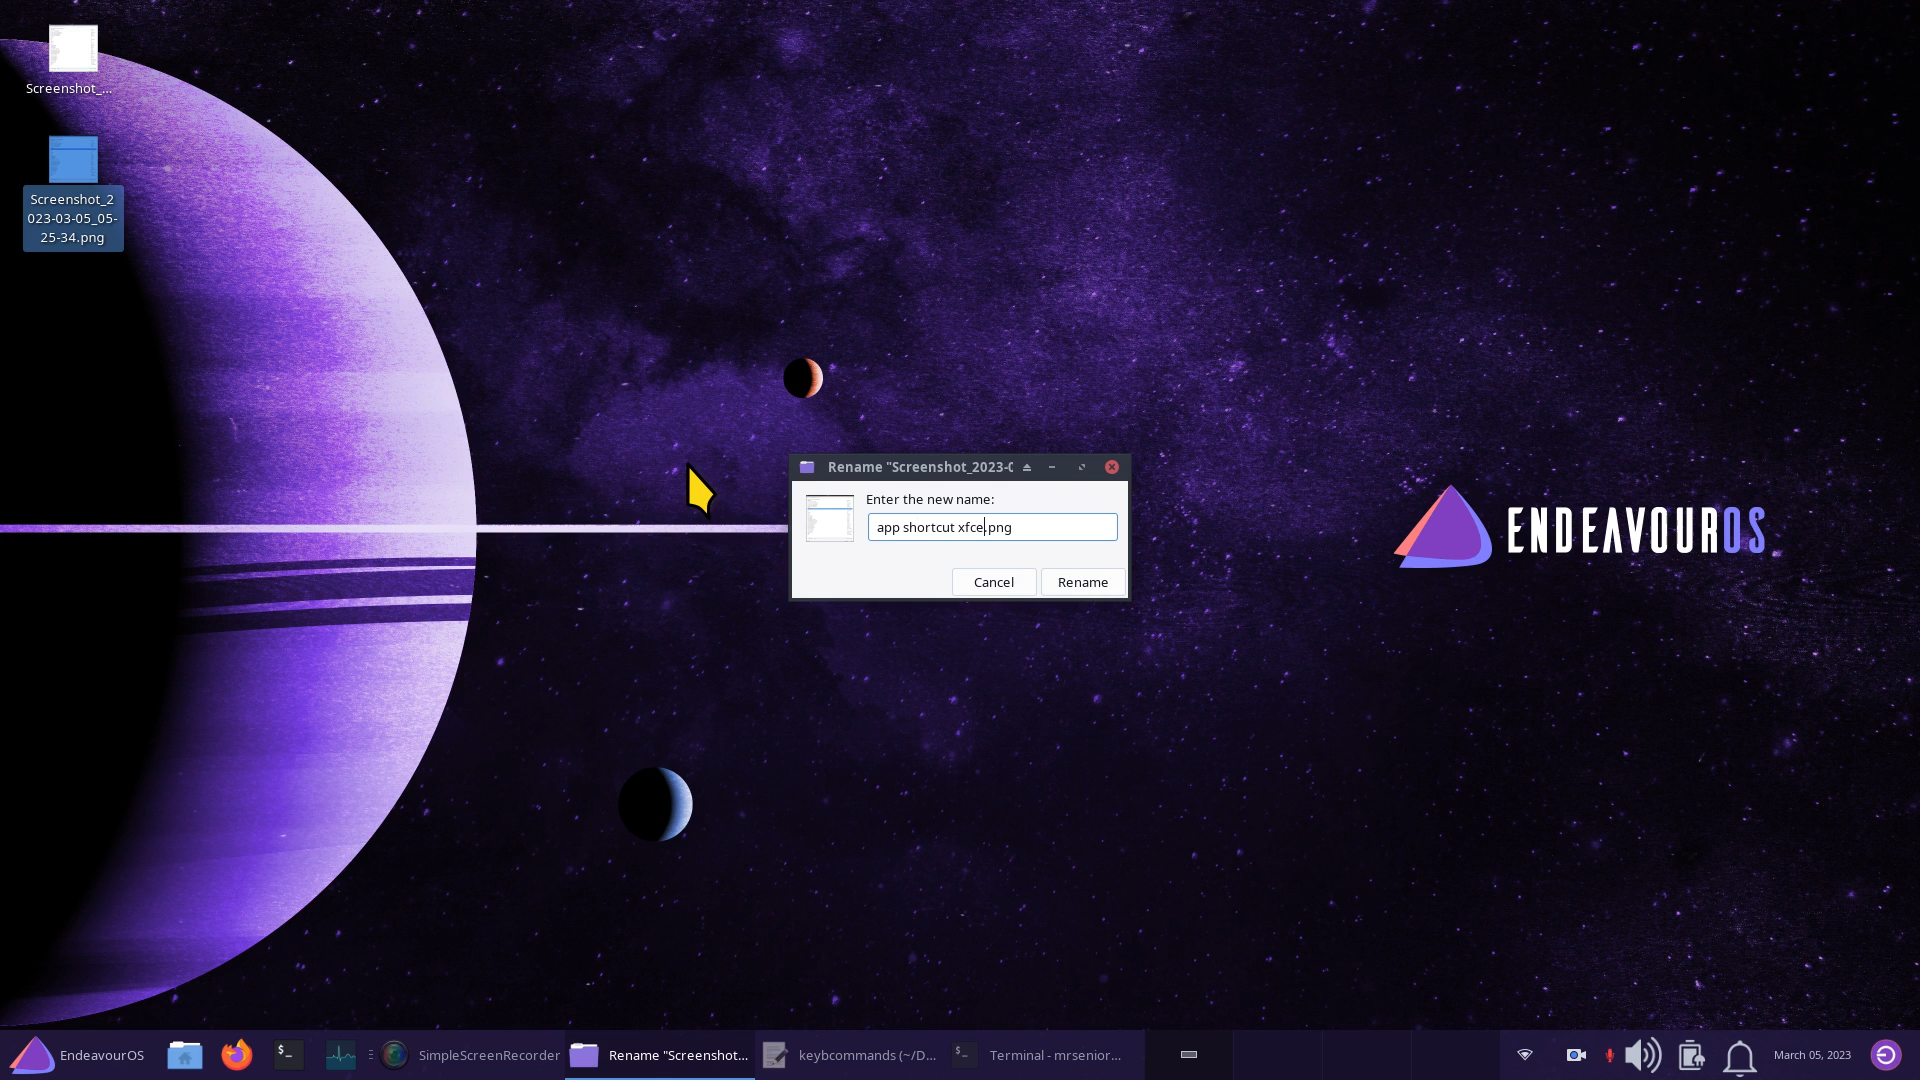 Screenshot_...
Screenshot_2
023-03-05_05-
25-34.png
Rename "Screenshot_2023-0
Enter the new name:
app shortcut xfce.png
Cancel
Rename
ENDEAVOUROS
EndeavourOS
$_
SimpleScreenRecorder
Rename "Screenshot...
keybcommands (~/D...
Terminal - mrsenior...
March 05, 2023